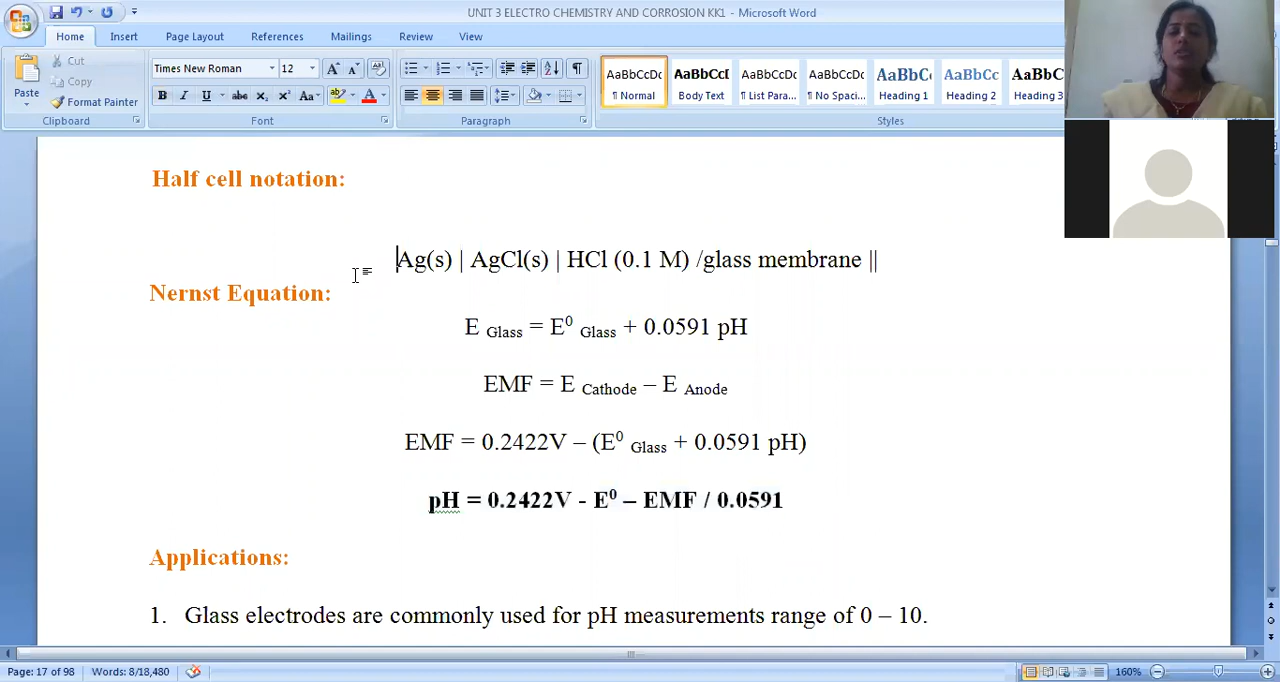 UNIT 3 ELECTRO CHEMISTRY AND CORROSION KK1 - Microsoft Word
Home Insert Page Layout References Mailings Review View
Cut
Copy
Paste
Format Painter
Clipboard
Times New Roman 12
Font
Paragraph
AaBbCcDc AaBbCcI AaBbCcDc AaBbCcDc AaBbCc AaBbCc AaBbC
¶ Normal Body Text ¶ List Para... ¶ No Spaci... Heading 1 Heading 2 Heading 3
Styles
Half cell notation:
Ag(s) | AgCl(s) | HCl (0.1 M) /glass membrane ||
Nernst Equation:
E Glass = E⁰ Glass + 0.0591 pH
EMF = E Cathode – E Anode
EMF = 0.2422V – (E⁰ Glass + 0.0591 pH)
pH = 0.2422V - E⁰ – EMF / 0.0591
Applications:
1. Glass electrodes are commonly used for pH measurements range of 0 – 10.
Page: 17 of 98 Words: 8/18,480 160%